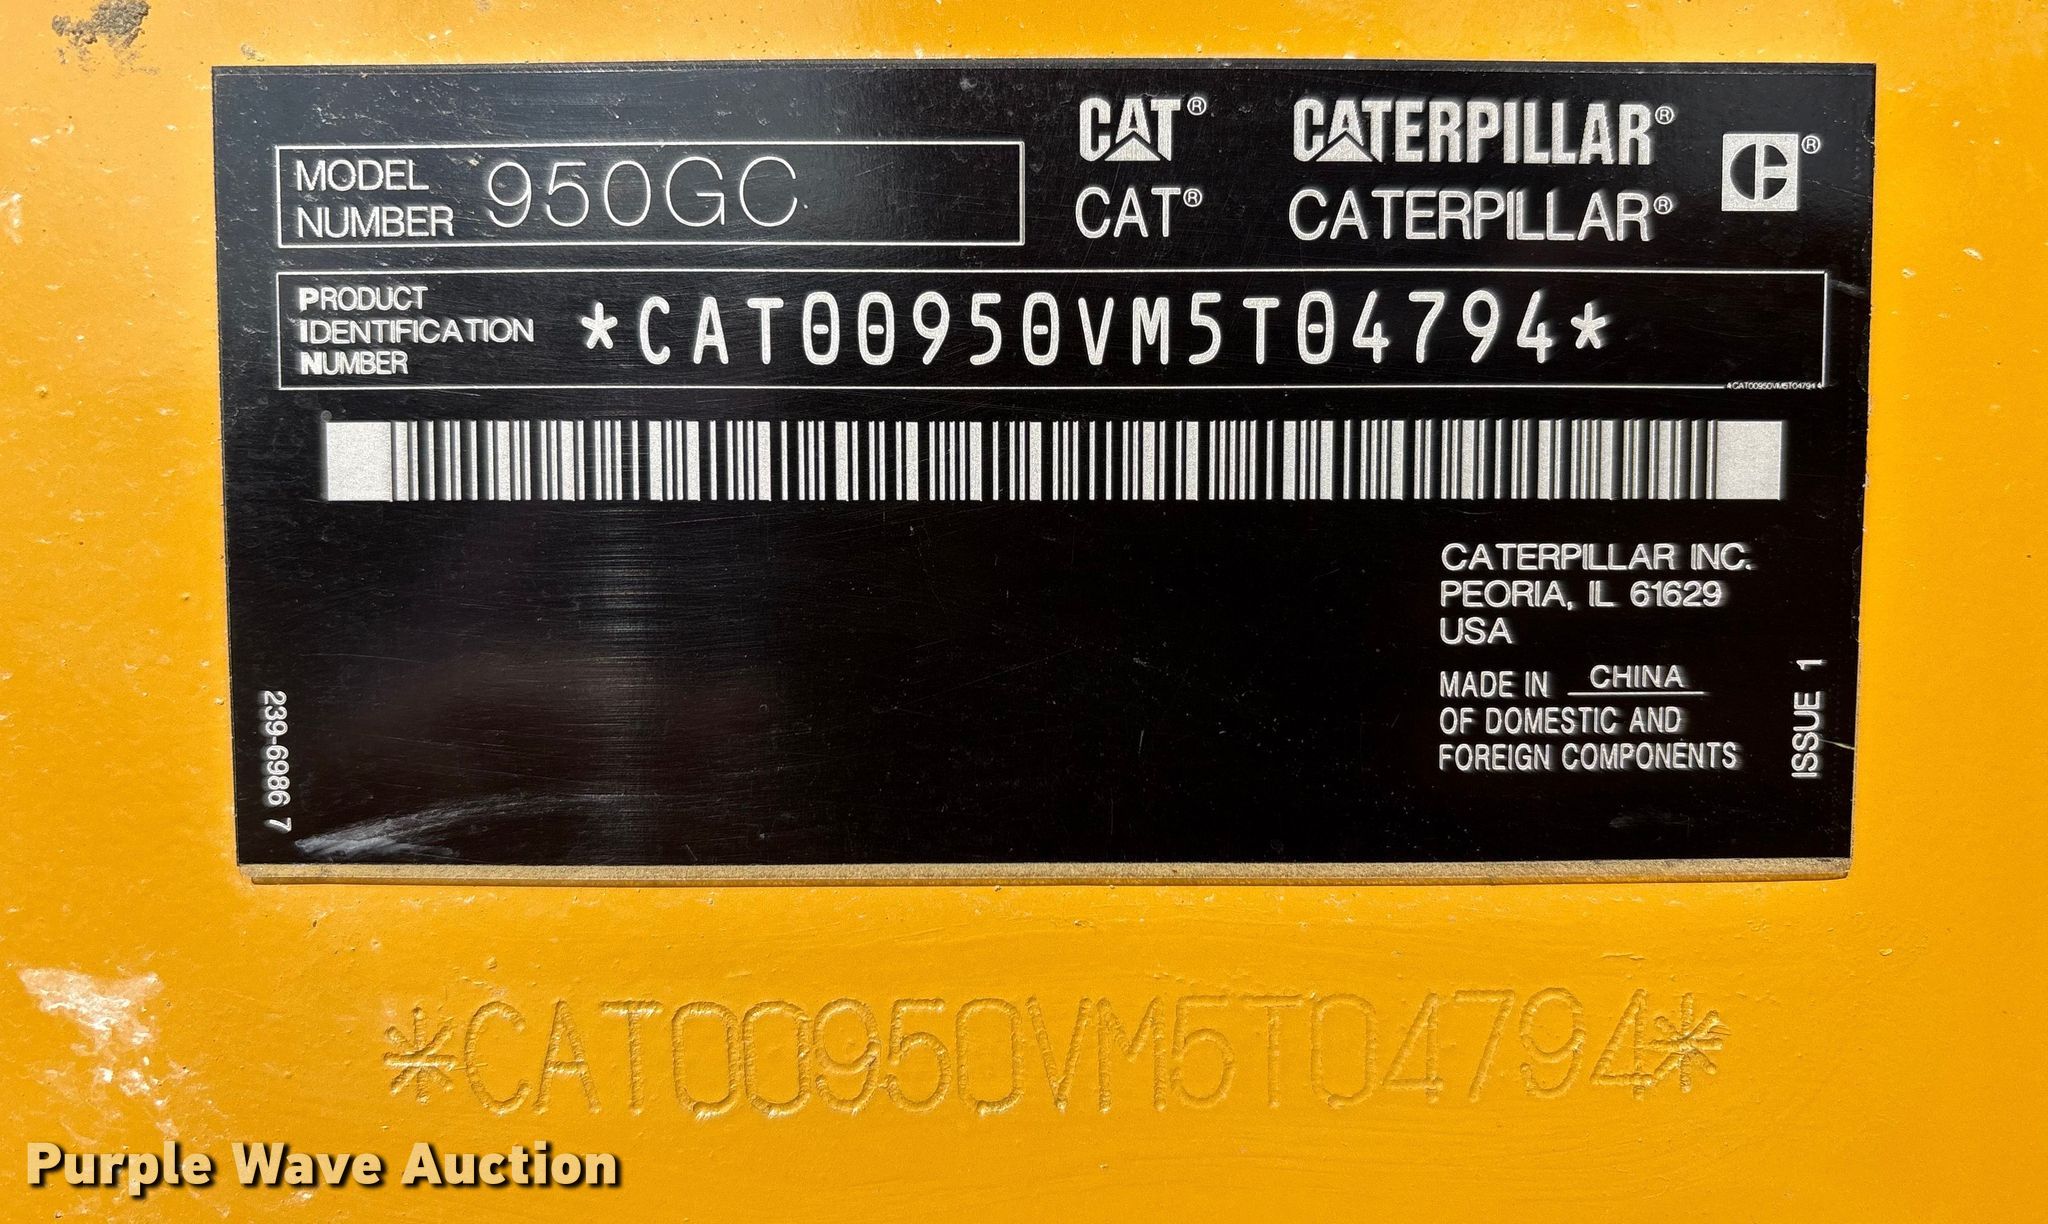 MODEL NUMBER 950GC
CAT® CATERPILLAR®
CAT® CATERPILLAR®
®
PRODUCT IDENTIFICATION NUMBER *CAT00950VM5T04794*
*CAT00950VM5T04794*
CATERPILLAR INC.
PEORIA, IL 61629
USA
MADE IN CHINA
OF DOMESTIC AND
FOREIGN COMPONENTS
ISSUE 1
239-6986 7
*CAT00950VM5T04794*
Purple Wave Auction